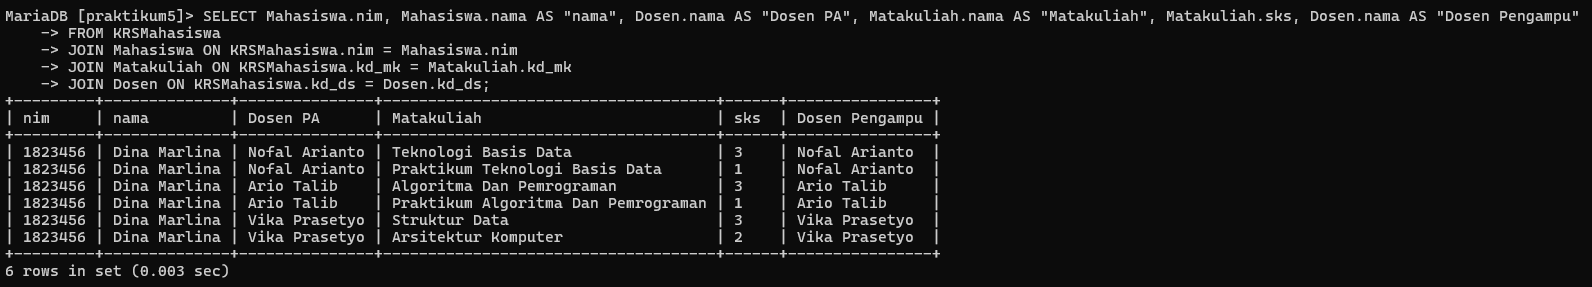 MariaDB [praktikum5]> SELECT Mahasiswa.nim, Mahasiswa.nama AS "nama", Dosen.nama AS "Dosen PA", Matakuliah.nama AS "Matakuliah", Matakuliah.sks, Dosen.nama AS "Dosen Pengampu"
    -> FROM KRSMahasiswa
    -> JOIN Mahasiswa ON KRSMahasiswa.nim = Mahasiswa.nim
    -> JOIN Matakuliah ON KRSMahasiswa.kd_mk = Matakuliah.kd_mk
    -> JOIN Dosen ON KRSMahasiswa.kd_ds = Dosen.kd_ds;
+---------+--------------+---------------+-------------------------------------+------+----------------+
| nim     | nama         | Dosen PA      | Matakuliah                          | sks  | Dosen Pengampu |
+---------+--------------+---------------+-------------------------------------+------+----------------+
| 1823456 | Dina Marlina | Nofal Arianto | Teknologi Basis Data                | 3    | Nofal Arianto  |
| 1823456 | Dina Marlina | Nofal Arianto | Praktikum Teknologi Basis Data      | 1    | Nofal Arianto  |
| 1823456 | Dina Marlina | Ario Talib    | Algoritma Dan Pemrograman           | 3    | Ario Talib     |
| 1823456 | Dina Marlina | Ario Talib    | Praktikum Algoritma Dan Pemrograman | 1    | Ario Talib     |
| 1823456 | Dina Marlina | Vika Prasetyo | Struktur Data                       | 3    | Vika Prasetyo  |
| 1823456 | Dina Marlina | Vika Prasetyo | Arsitektur Komputer                 | 2    | Vika Prasetyo  |
+---------+--------------+---------------+-------------------------------------+------+----------------+
6 rows in set (0.003 sec)